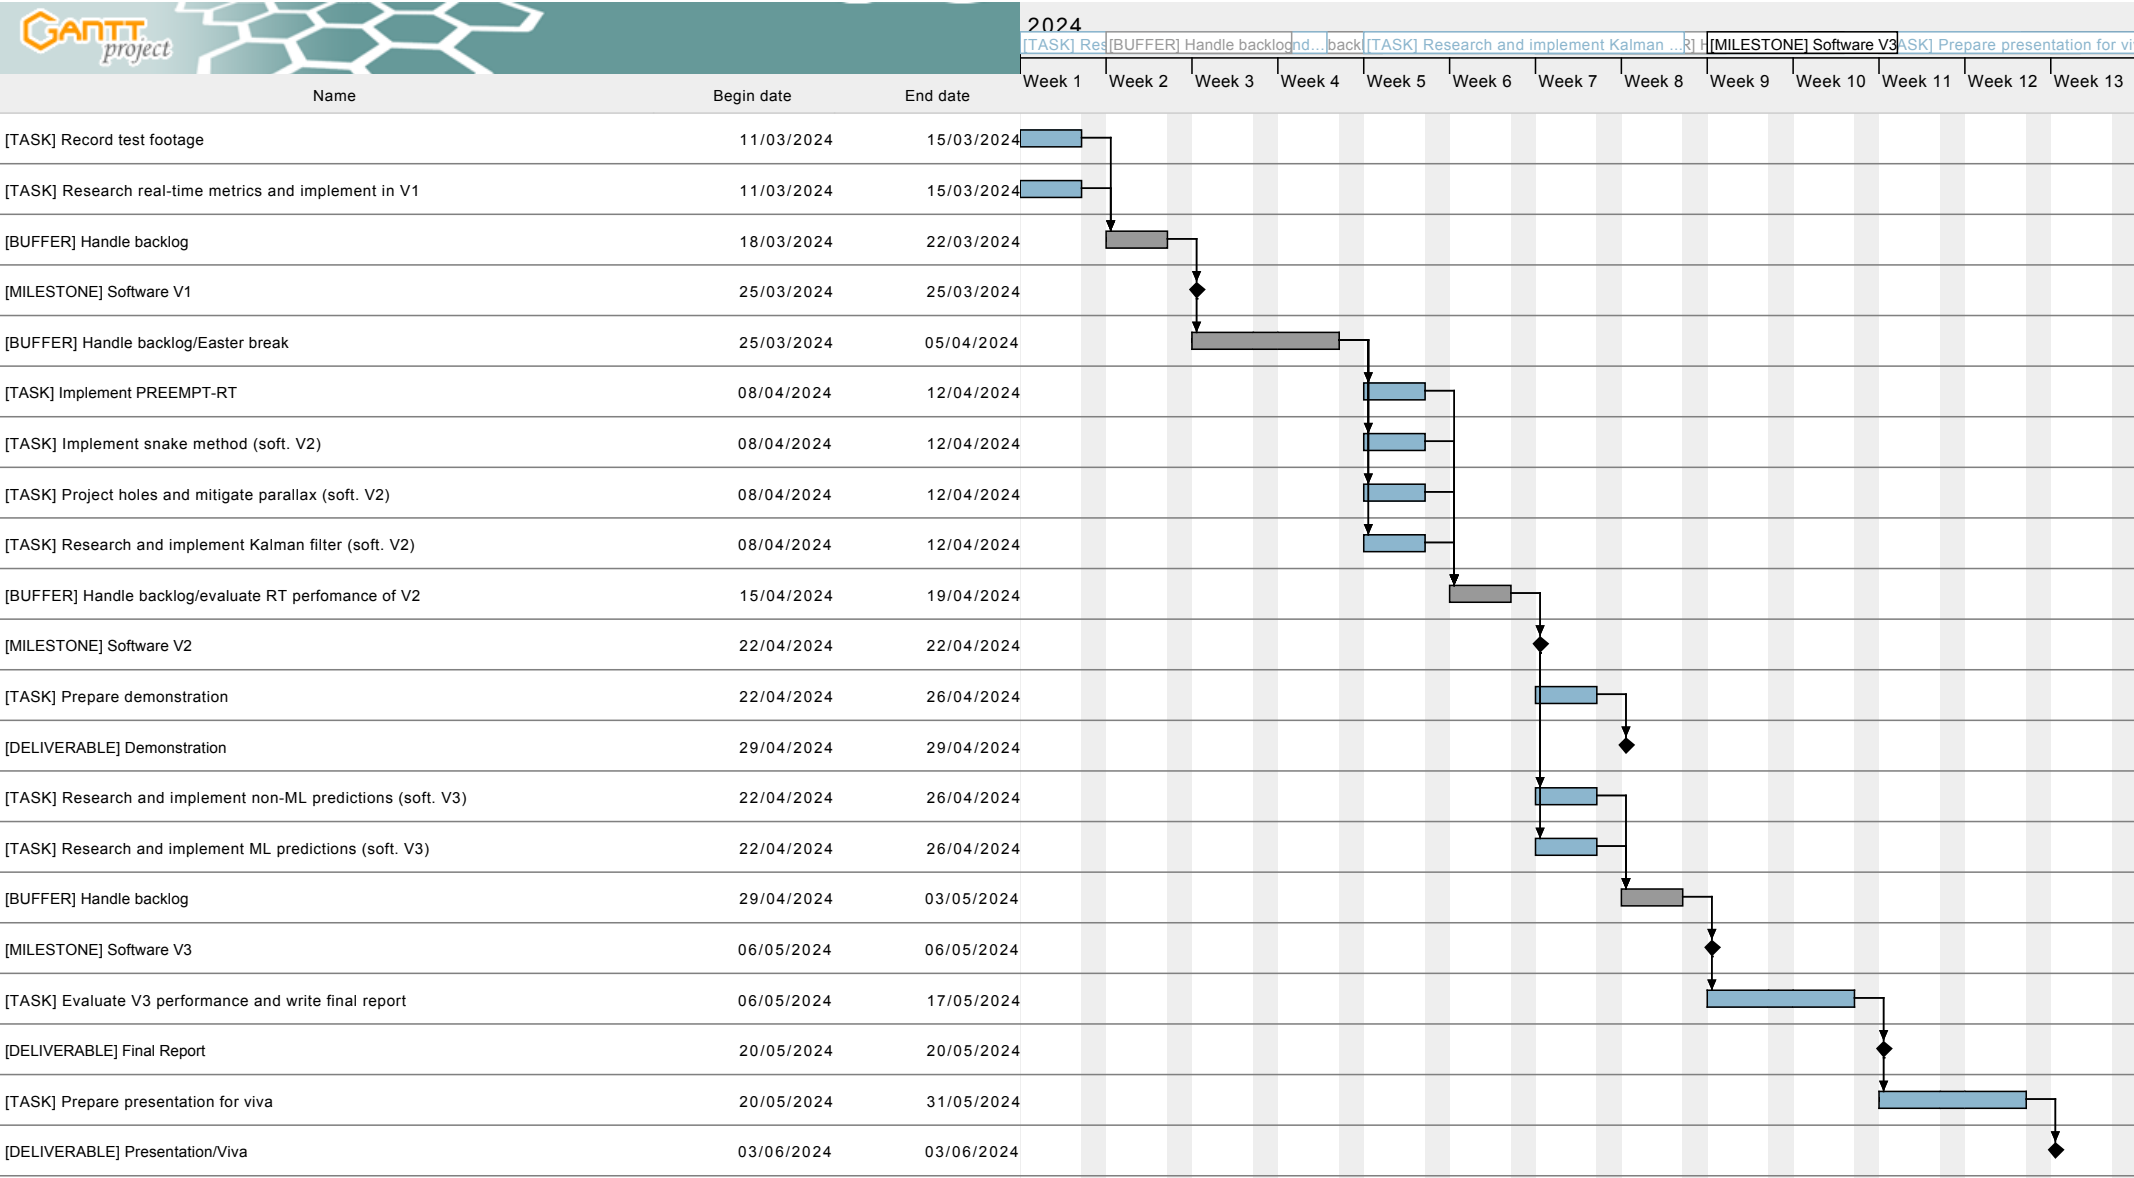 GANTT
project
2024
[TASK] Res [BUFFER] Handle backlog nd... backl [TASK] Research and implement Kalman ... R] H [MILESTONE] Software V3 ASK] Prepare presentation for vi
Week 1 Week 2 Week 3 Week 4 Week 5 Week 6 Week 7 Week 8 Week 9 Week 10 Week 11 Week 12 Week 13
Name Begin date End date
[TASK] Record test footage 11/03/2024 15/03/2024
[TASK] Research real-time metrics and implement in V1 11/03/2024 15/03/2024
[BUFFER] Handle backlog 18/03/2024 22/03/2024
[MILESTONE] Software V1 25/03/2024 25/03/2024
[BUFFER] Handle backlog/Easter break 25/03/2024 05/04/2024
[TASK] Implement PREEMPT-RT 08/04/2024 12/04/2024
[TASK] Implement snake method (soft. V2) 08/04/2024 12/04/2024
[TASK] Project holes and mitigate parallax (soft. V2) 08/04/2024 12/04/2024
[TASK] Research and implement Kalman filter (soft. V2) 08/04/2024 12/04/2024
[BUFFER] Handle backlog/evaluate RT perfomance of V2 15/04/2024 19/04/2024
[MILESTONE] Software V2 22/04/2024 22/04/2024
[TASK] Prepare demonstration 22/04/2024 26/04/2024
[DELIVERABLE] Demonstration 29/04/2024 29/04/2024
[TASK] Research and implement non-ML predictions (soft. V3) 22/04/2024 26/04/2024
[TASK] Research and implement ML predictions (soft. V3) 22/04/2024 26/04/2024
[BUFFER] Handle backlog 29/04/2024 03/05/2024
[MILESTONE] Software V3 06/05/2024 06/05/2024
[TASK] Evaluate V3 performance and write final report 06/05/2024 17/05/2024
[DELIVERABLE] Final Report 20/05/2024 20/05/2024
[TASK] Prepare presentation for viva 20/05/2024 31/05/2024
[DELIVERABLE] Presentation/Viva 03/06/2024 03/06/2024